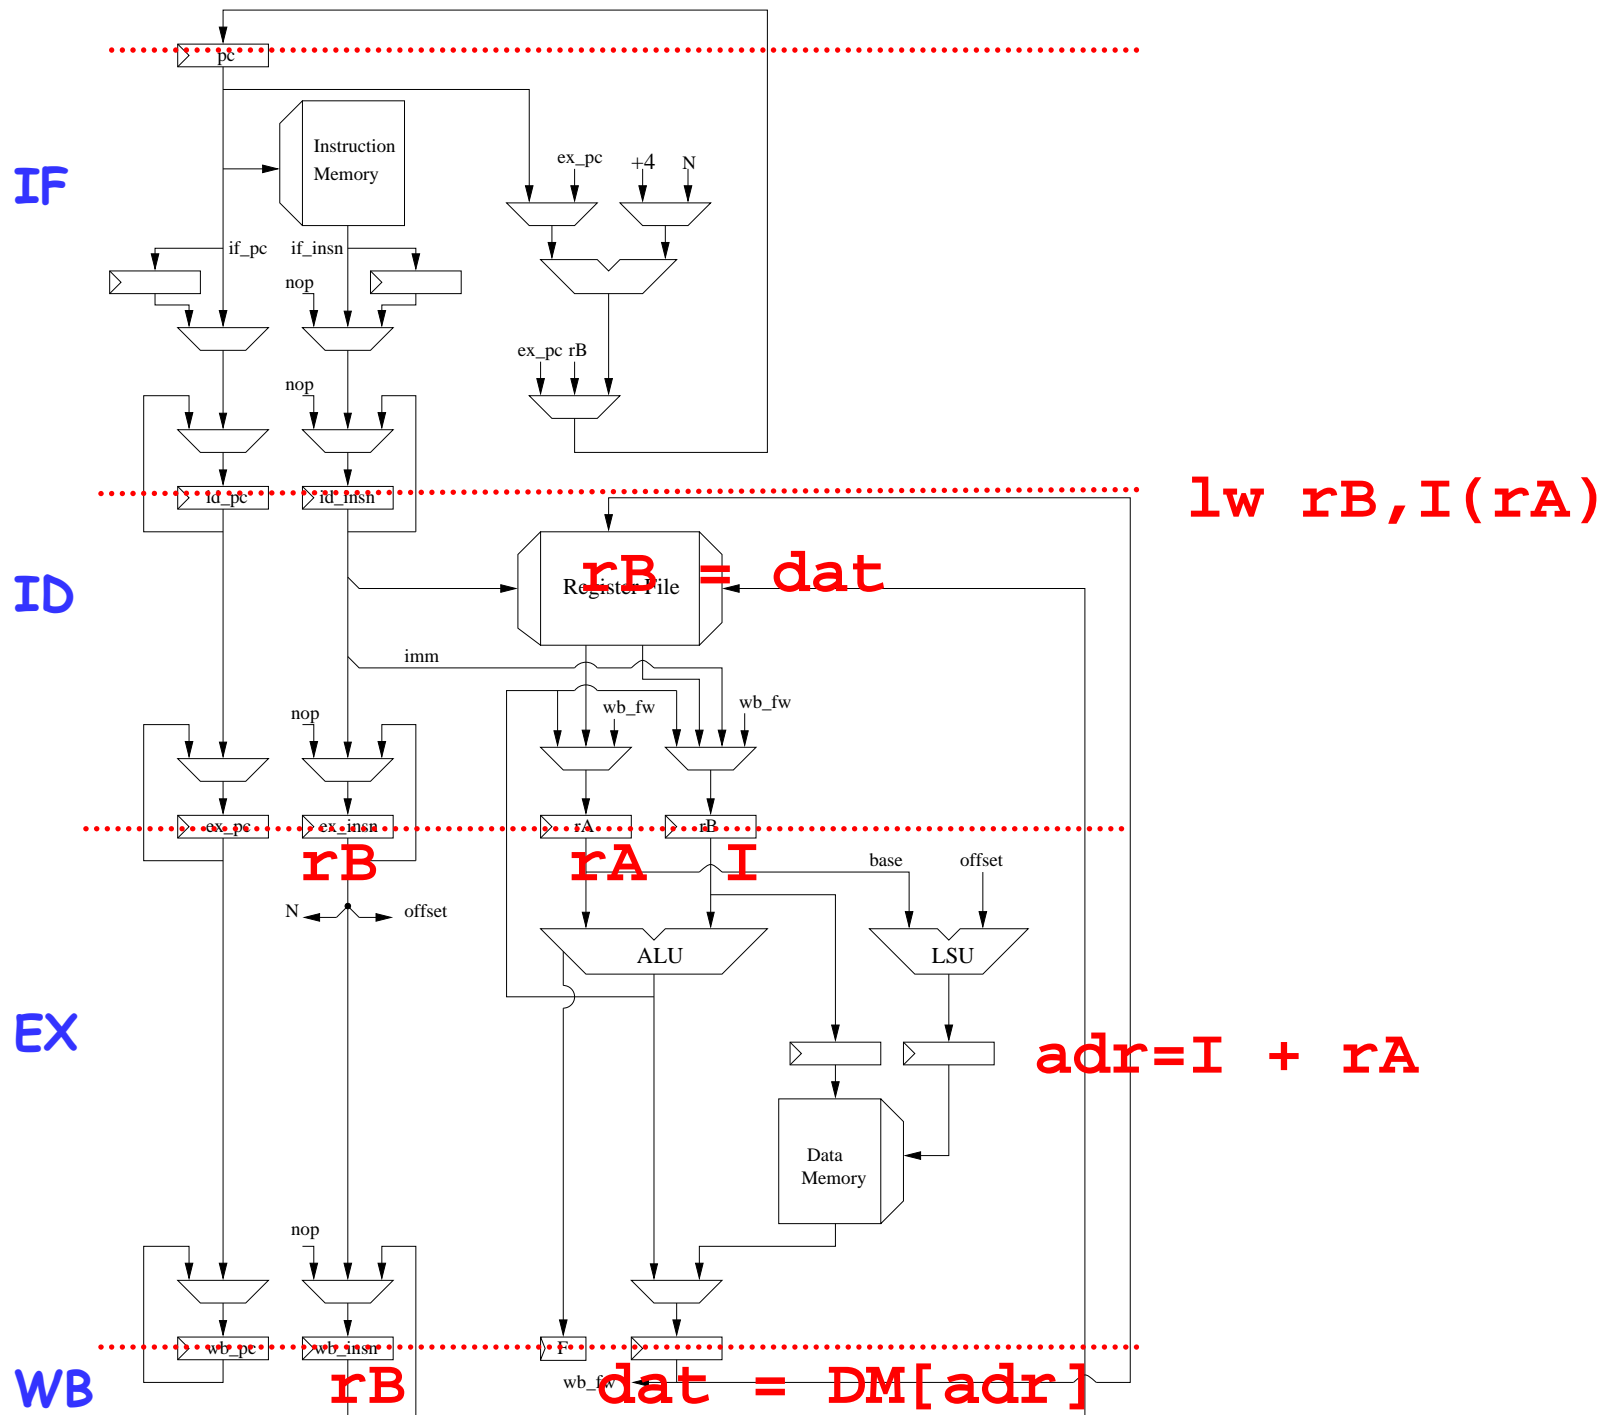 pc
Instruction
Memory
ex_pc
+4
N
IF
if_pc
if_insn
nop
ex_pc rB
nop
id_pc
id_insn
lw rB,I(rA)
rB = dat
Register File
ID
imm
wb_fw
wb_fw
nop
ex_pc
ex_insn
rA
rB
rB
rA
I
base
offset
N
offset
ALU
LSU
EX
adr=I + rA
Data
Memory
nop
wb_pc
wb_insn
F
WB
rB
wb_fw
dat = DM[adr]